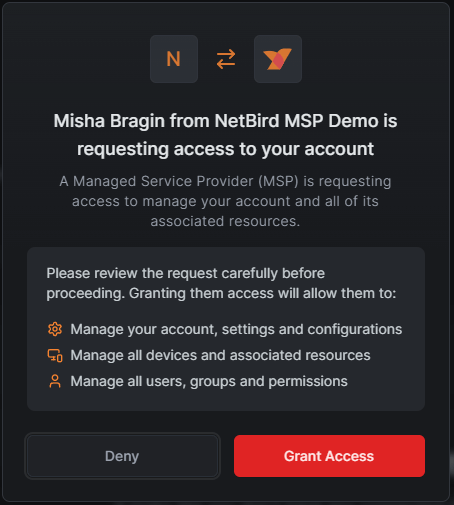 N
Misha Bragin from NetBird MSP Demo is
requesting access to your account
A Managed Service Provider (MSP) is requesting
access to manage your account and all of its
associated resources.
Please review the request carefully before
proceeding. Granting them access will allow them to:
Manage your account, settings and configurations
Manage all devices and associated resources
Manage all users, groups and permissions
Deny
Grant Access